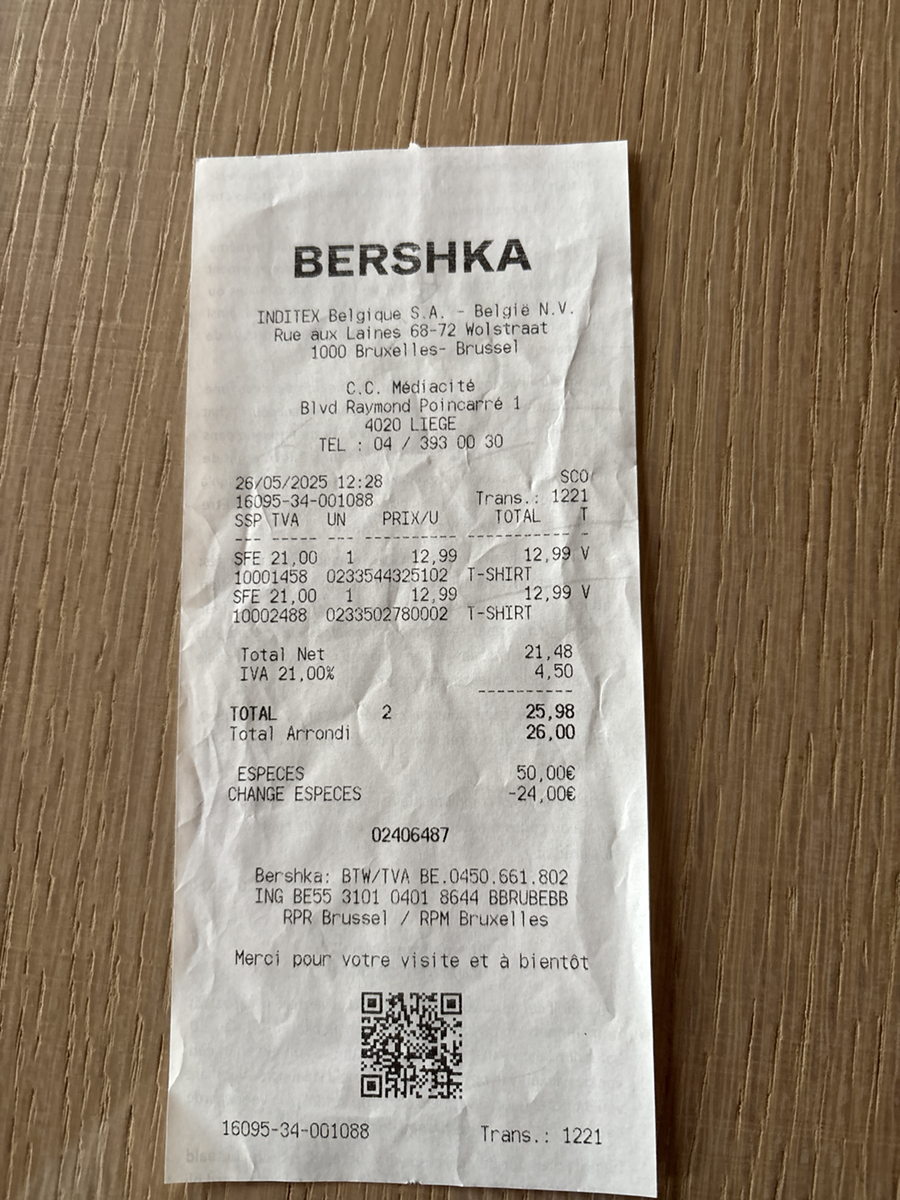 BERSHKA
INDITEX Belgique S.A. - België N.V.
Rue aux Laines 68-72 Wolstraat
1000 Bruxelles- Brussel
C.C. Médiacité
Blvd Raymond Poincarré 1
4020 LIEGE
TEL : 04 / 393 00 30
26/05/2025 12:28 SCO
16095-34-001088 Trans.: 1221
SSP TVA UN PRIX/U TOTAL T
--- ----- --- ---------- ----------- -
SFE 21,00 1 12,99 12,99 V
10001458 0233544325102 T-SHIRT
SFE 21,00 1 12,99 12,99 V
10002488 0233502780002 T-SHIRT
Total Net 21,48
IVA 21,00% 4,50
----------
TOTAL 2 25,98
Total Arrondi 26,00
ESPECES 50,00€
CHANGE ESPECES -24,00€
02406487
Bershka: BTW/TVA BE.0450.661.802
ING BE55 3101 0401 8644 BBRUBEBB
RPR Brussel / RPM Bruxelles
Merci pour votre visite et à bientôt
16095-34-001088 Trans.: 1221